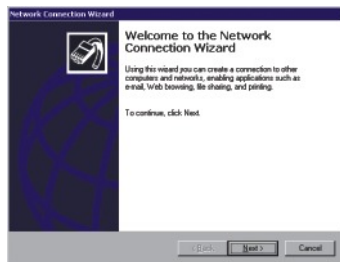 Network Connection Wizard
Welcome to the Network
Connection Wizard
Using this wizard you can create a connection to other
computers and networks, enabling applications such as
e-mail, Web browsing, file sharing, and printing.
To continue, click Next.
< Back
Next >
Cancel